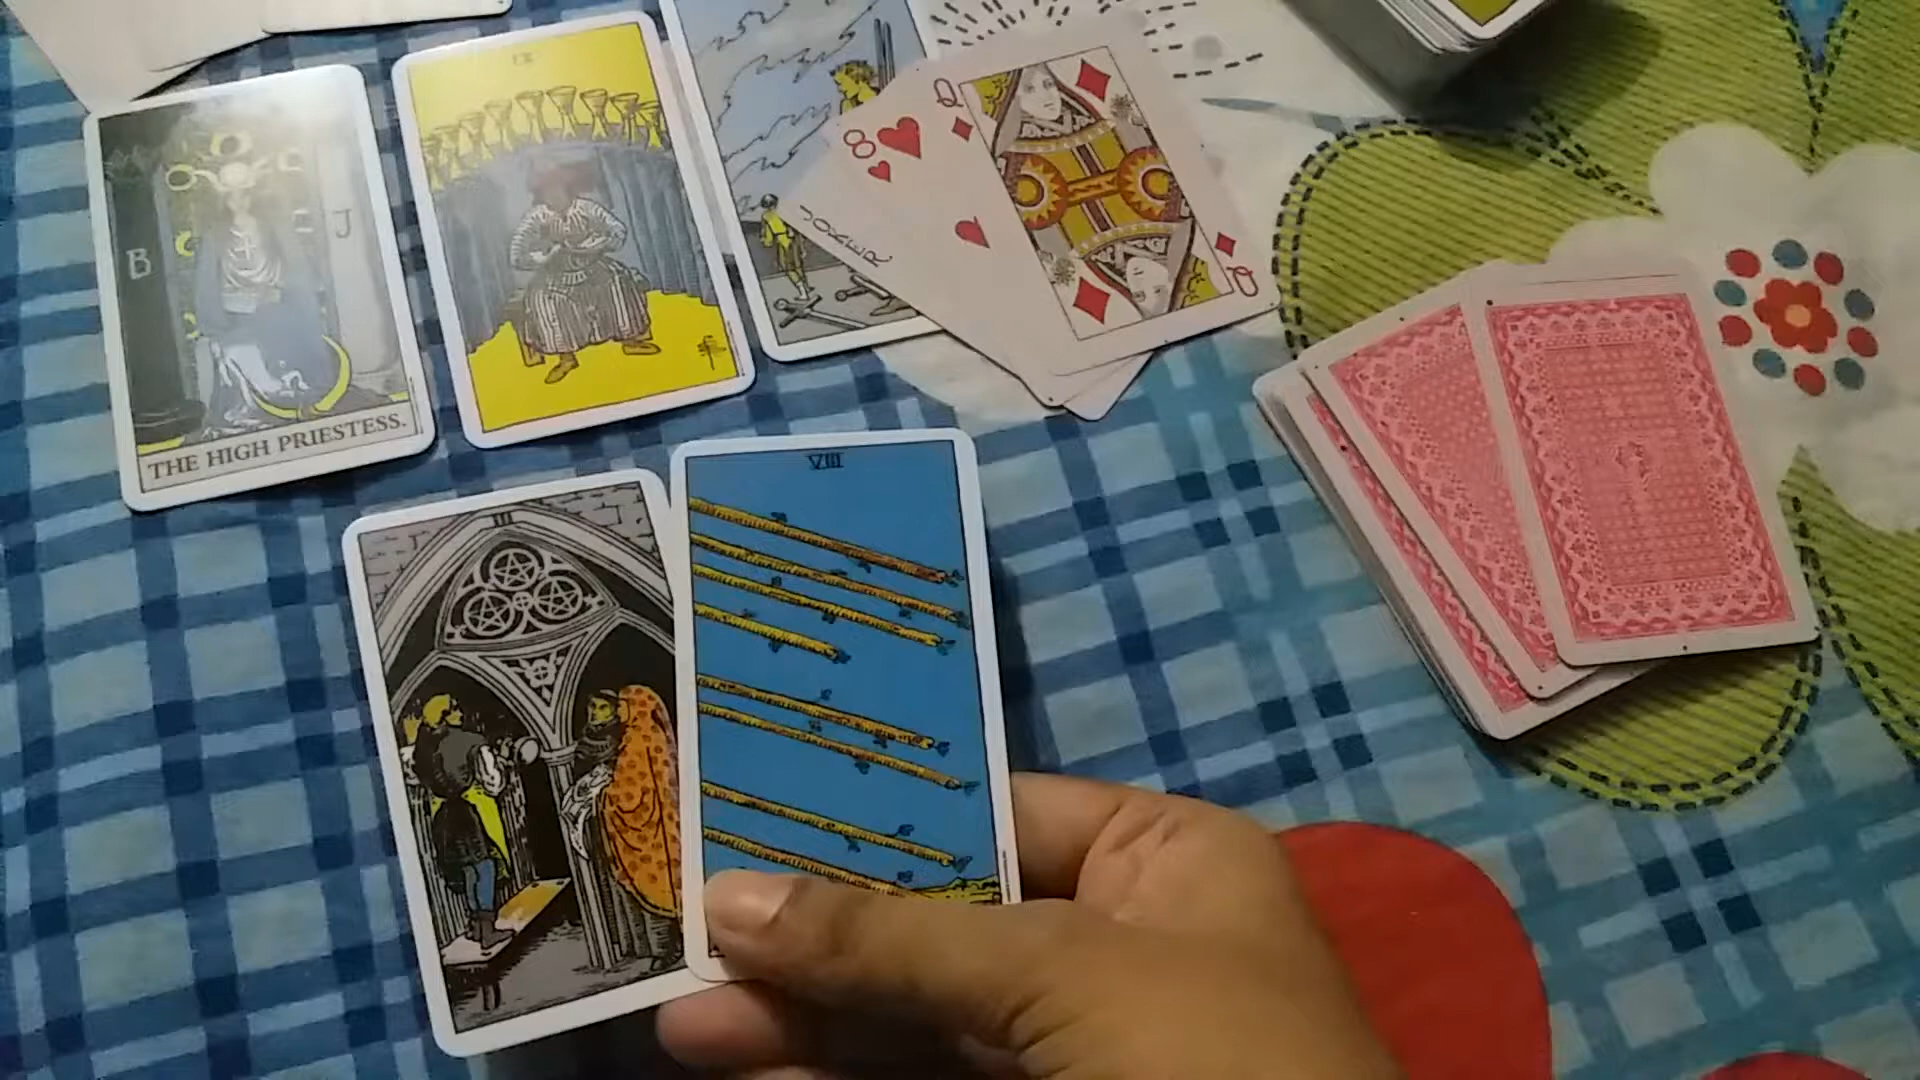 B
J
THE HIGH PRIESTESS.
IX
JOKER
8
Q
Q
III
VIII